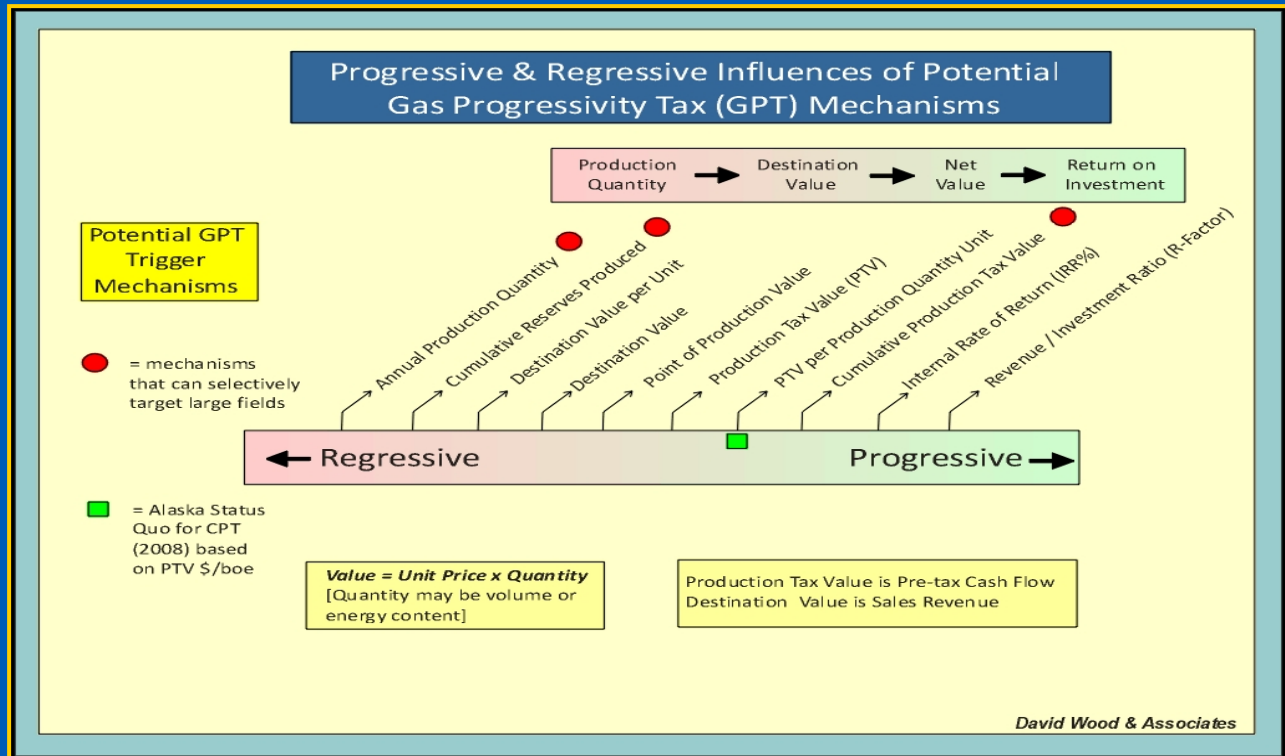 Progressive & Regressive Influences of Potential
Gas Progressivity Tax (GPT) Mechanisms
Production
Quantity
Destination
Value
Net
Value
Return on
Investment
Potential GPT
Trigger
Mechanisms
Annual Production Quantity
Cumulative Reserves Produced
Destination Value per Unit
Destination Value
Point of Production Value
Production Tax Value (PTV)
PTV per Production Quantity Unit
Cumulative Production Tax Value
Internal Rate of Return (IRR%)
Revenue / Investment Ratio (R-Factor)
= mechanisms
that can selectively
target large fields
Regressive
Progressive
= Alaska Status
Quo for CPT
(2008) based
on PTV $/boe
Value = Unit Price x Quantity
[Quantity may be volume or
energy content]
Production Tax Value is Pre-tax Cash Flow
Destination Value is Sales Revenue
David Wood & Associates